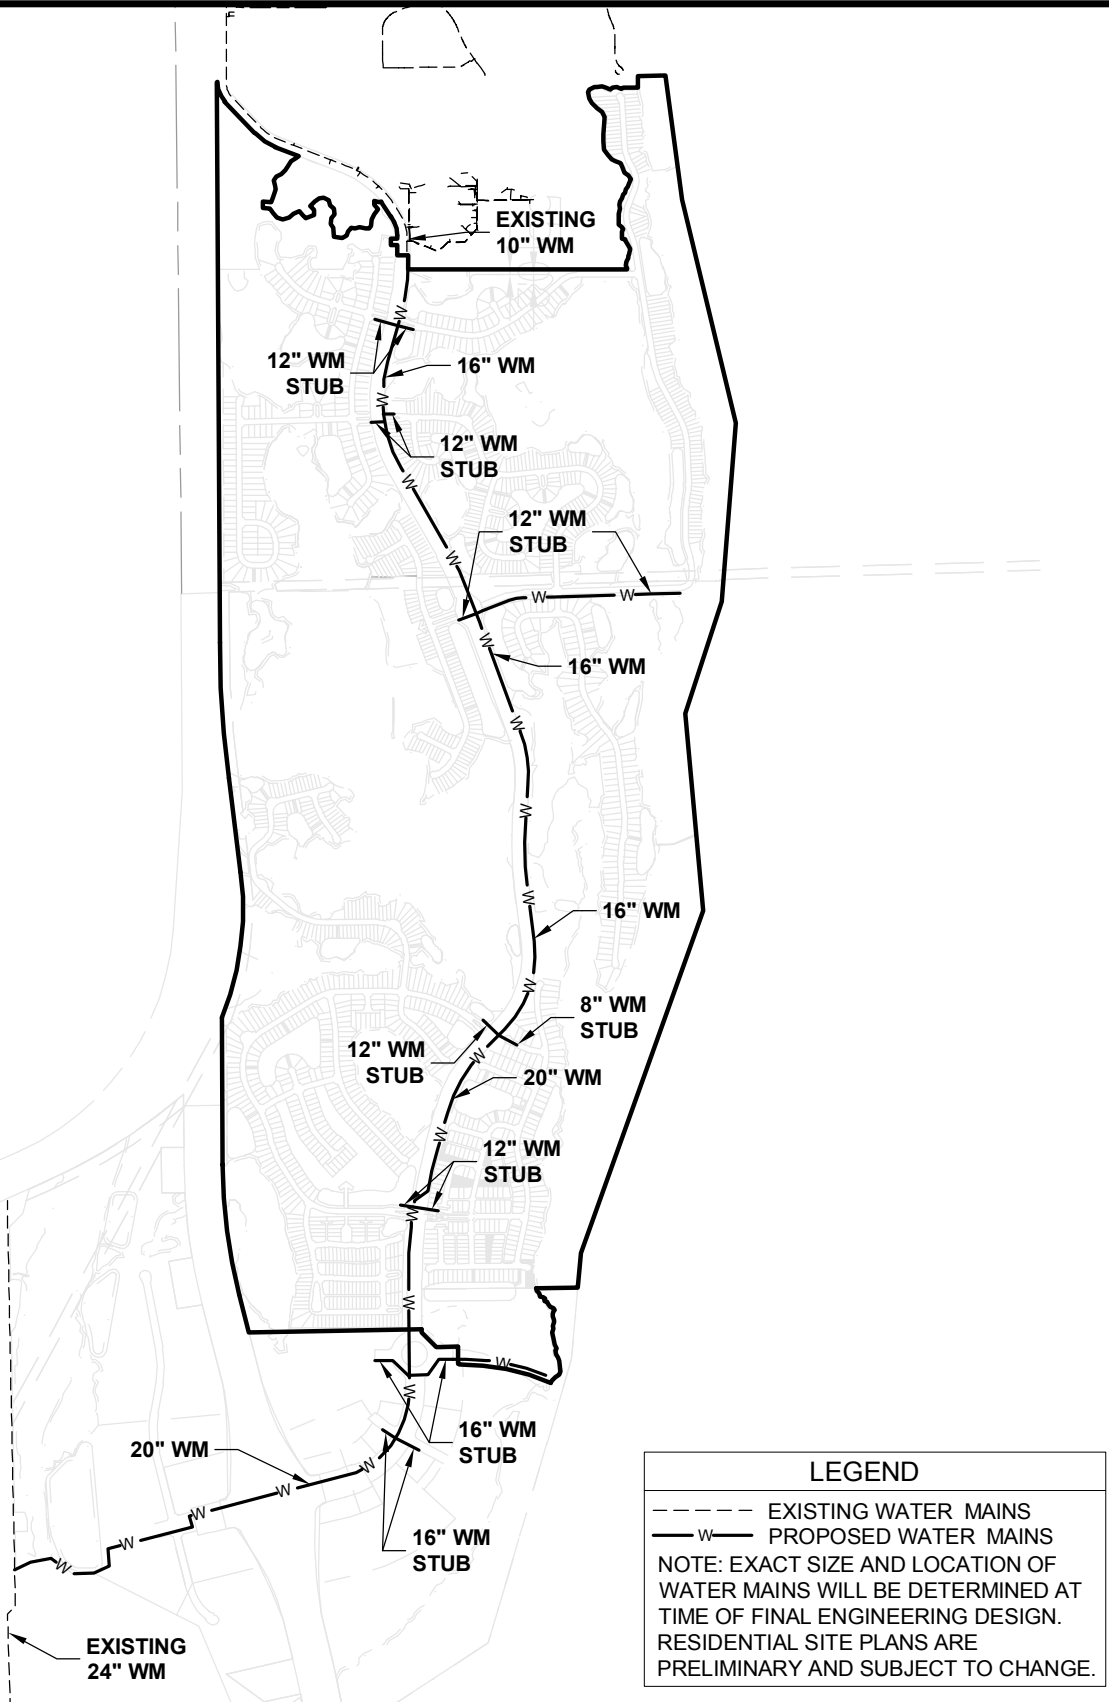 EXISTING
10" WM
12" WM
STUB
16" WM
12" WM
STUB
12" WM
STUB
W
W
W
W
W
W
W
16" WM
W
W
W
16" WM
W
8" WM
STUB
12" WM
STUB
W
20" WM
W
12" WM
STUB
W
W
W
W
16" WM
STUB
20" WM
W
W
W
W
W
16" WM
STUB
EXISTING
24" WM
LEGEND
EXISTING WATER MAINS
W PROPOSED WATER MAINS
NOTE: EXACT SIZE AND LOCATION OF
WATER MAINS WILL BE DETERMINED AT
TIME OF FINAL ENGINEERING DESIGN.
RESIDENTIAL SITE PLANS ARE
PRELIMINARY AND SUBJECT TO CHANGE.